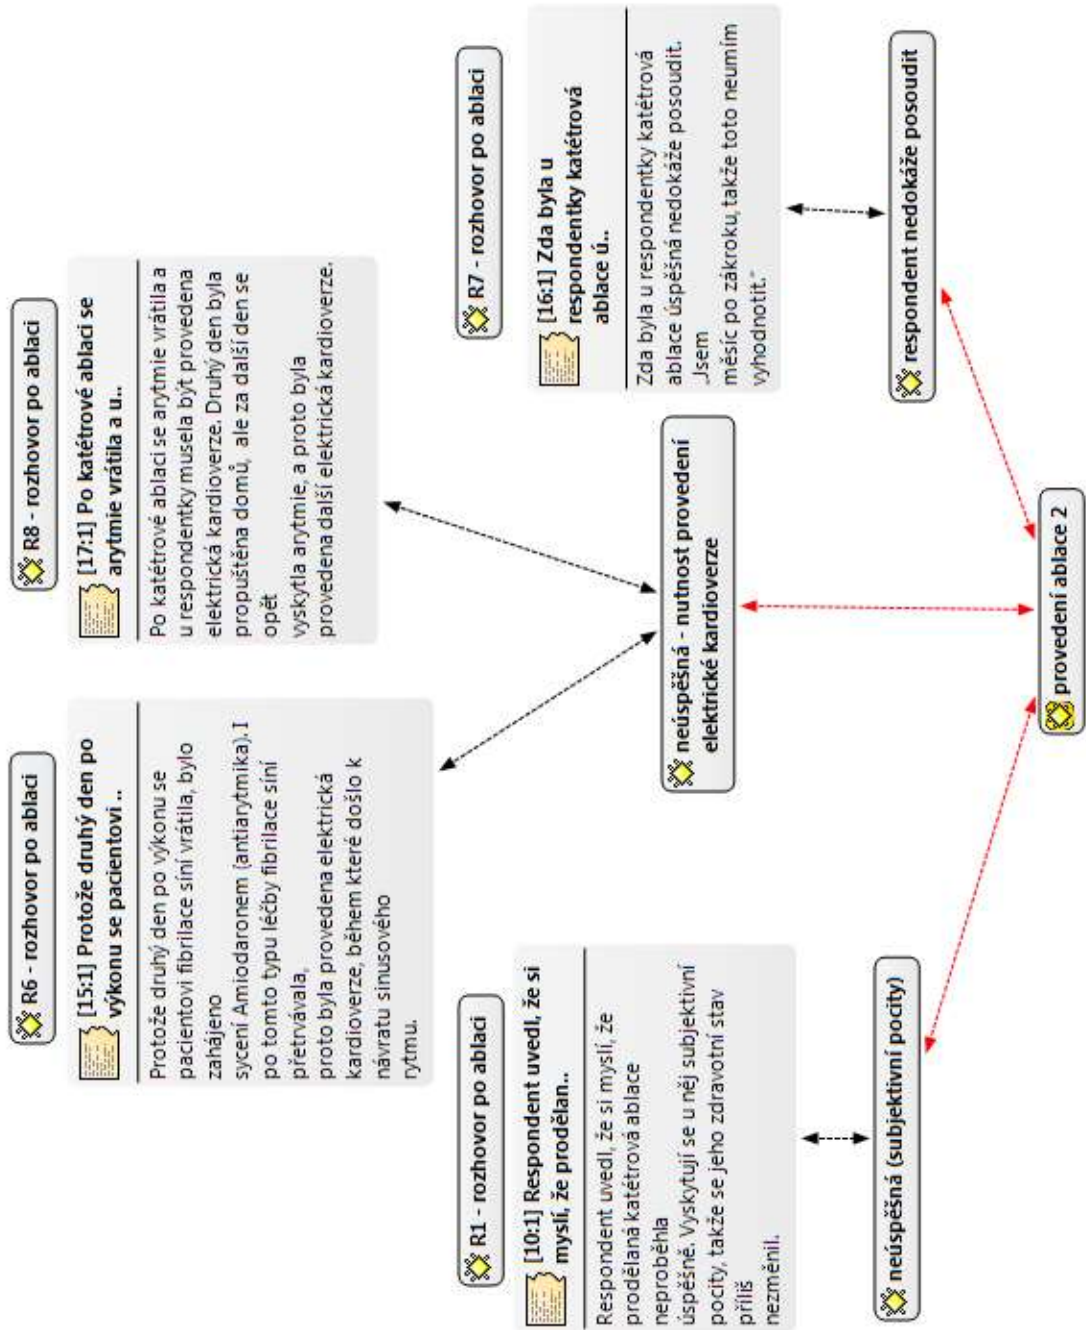 R6 - rozhovor po ablaci
[15:1] Protože druhý den po
výkonu se pacientovi ..
Protože druhý den po výkonu se
pacientovi fibrilace síní vrátila, bylo
zahájeno
sycení Amiodaronem (antiarytmika). I
po tomto typu léčby fibrilace síní
přetrvávala,
proto byla provedena elektrická
kardioverze, během které došlo k
návratu sinusového
rytmu.
R8 - rozhovor po ablaci
[17:1] Po katétrové ablaci se
arytmie vrátila a u..
Po katétrové ablaci se arytmie vrátila a
u respondentky musela být provedena
elektrická kardioverze. Druhý den byla
propuštěna domů, ale za další den se
opět
vyskytla arytmie, a proto byla
provedena další elektrická kardioverze.
R1 - rozhovor po ablaci
[10:1] Respondent uvedl, že si
myslí, že prodělan..
Respondent uvedl, že si myslí, že
prodělaná katétrová ablace
neproběhla
úspěšně. Vyskytují se u něj subjektivní
pocity, takže se jeho zdravotní stav
příliš
nezměnil.
R7 - rozhovor po ablaci
[16:1] Zda byla u
respondentky katétrová
ablace ú..
Zda byla u respondentky katétrová
ablace úspěšná nedokáže posoudit.
„Jsem
měsíc po zákroku, takže toto neumím
vyhodnotit."
neúspěšná - nutnost provedení
elektrické kardioverze
neúspěšná (subjektivní pocity)
respondent nedokáže posoudit
provedení ablace 2